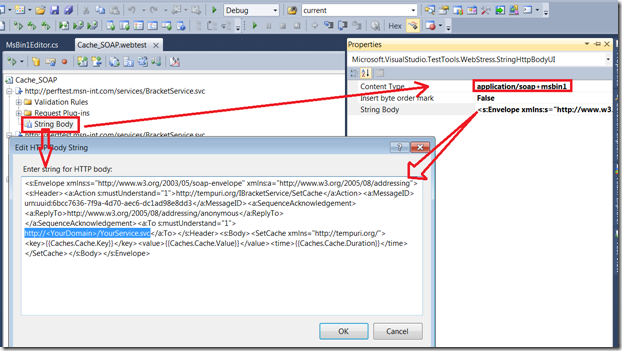 Debug
current
Hex
MsBin1Editor.cs
Cache_SOAP.webtest
Cache_SOAP
http://perftest.msn-int.com/services/BracketService.svc
Validation Rules
Request Plug-ins
String Body
Properties
Microsoft.VisualStudio.TestTools.WebStress.StringHttpBodyUI
Content Type application/soap+msbin1
Insert byte order mark False
String Body <s:Envelope xmlns:s="http://www.w3.
Edit HTTP Body String
Enter string for HTTP body:
<s:Envelope xmlns:s="http://www.w3.org/2003/05/soap-envelope" xmlns:a="http://www.w3.org/2005/08/addressing">
<s:Header><a:Action s:mustUnderstand="1">http://tempuri.org/IBracketService/SetCache</a:Action> <a:MessageID>
urn:uuid:6bcc7636-7f9a-4d70-aec6-dc1ad98e8dd3</a:MessageID> <a:SequenceAcknowledgement>
<a:ReplyTo>http://www.w3.org/2005/08/addressing/anonymous</a:ReplyTo>
</a:SequenceAcknowledgement> <a:To s:mustUnderstand="1">
http://<YourDomain>/YourService.svc</a:To></s:Header><s:Body><SetCache xmlns="http://tempuri.org/">
<key>{{Caches.Cache.Key}}</key> <value>{{Caches.Cache.Value}}</value> <time>{{Caches.Cache.Duration}}</time>
</SetCache> </s:Body></s:Envelope>
OK
Cancel